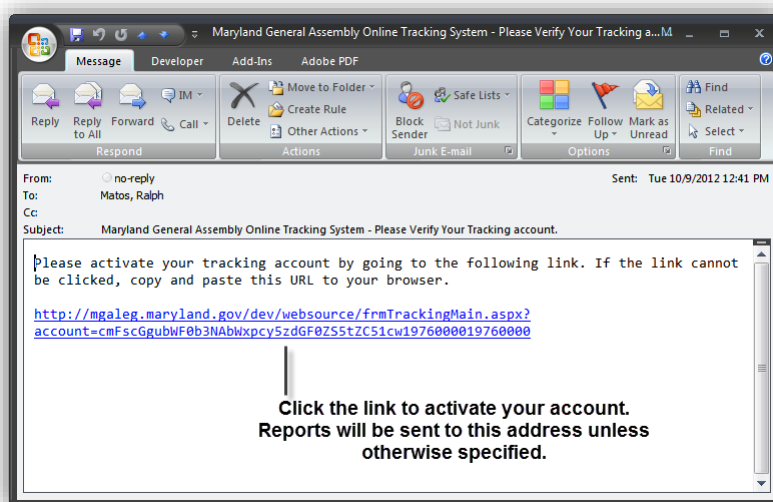 Maryland General Assembly Online Tracking System - Please Verify Your Tracking a...M
Message Developer Add-Ins Adobe PDF
Reply
Reply to All
Forward
IM
Call
Respond
Delete
Move to Folder
Create Rule
Other Actions
Actions
Block Sender
Safe Lists
Not Junk
Junk E-mail
Categorize
Follow Up
Mark as Unread
Options
Find
Related
Select
Find
From: no-reply Sent: Tue 10/9/2012 12:41 PM
To: Matos, Ralph
Cc:
Subject: Maryland General Assembly Online Tracking System - Please Verify Your Tracking account.
Please activate your tracking account by going to the following link. If the link cannot
be clicked, copy and paste this URL to your browser.
http://mgaleg.maryland.gov/dev/websource/frmTrackingMain.aspx?
account=cmFscGgubWF0b3NAbWxpcy5zdGF0ZS5tZC51cw1976000019760000
Click the link to activate your account.
Reports will be sent to this address unless
otherwise specified.